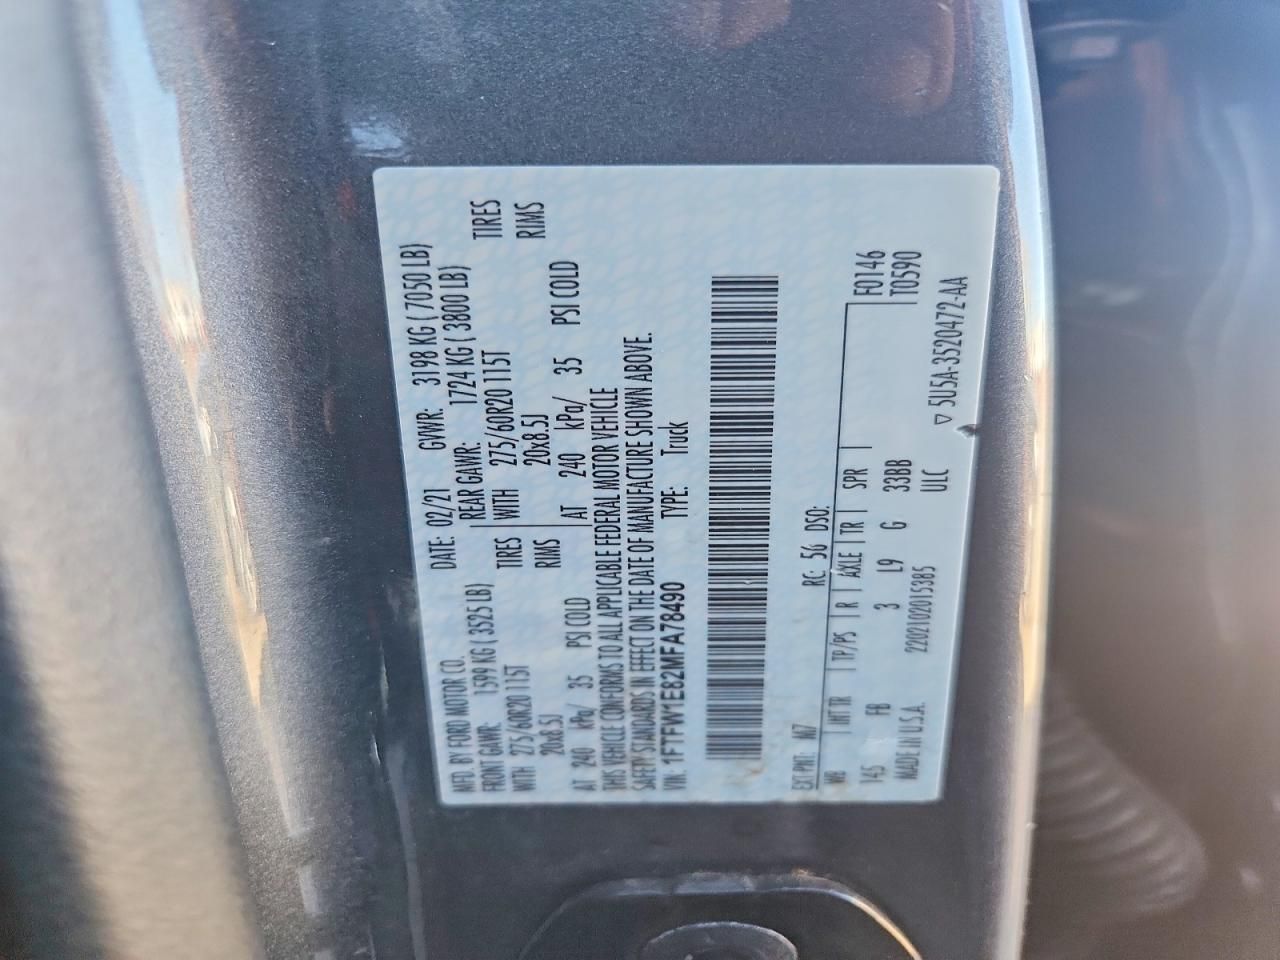 MFD. BY FORD MOTOR CO. DATE: 02/21 GVWR: 3198 KG ( 7050 LB)
FRONT GAWR: 1599 KG ( 3525 LB) REAR GAWR: 1724 KG ( 3800 LB)
WITH 275/60R20 115T TIRES WITH 275/60R20 115T TIRES
20x8.5J RIMS 20x8.5J RIMS
AT 240 kPa/ 35 PSI COLD AT 240 kPa/ 35 PSI COLD
THIS VEHICLE CONFORMS TO ALL APPLICABLE FEDERAL MOTOR VEHICLE
SAFETY STANDARDS IN EFFECT ON THE DATE OF MANUFACTURE SHOWN ABOVE.
VIN: 1FTFW1E82MFA78490 TYPE: Truck
EXT PNT: M7 RC: 56 DSO:
WB INT TR TP/PS R AXLE TR SPR F0146
145 FB 3 L9 G 33BB T0590
ULC
MADE IN U.S.A. 2202102015385 ▽ 5U5A-3520472-AA